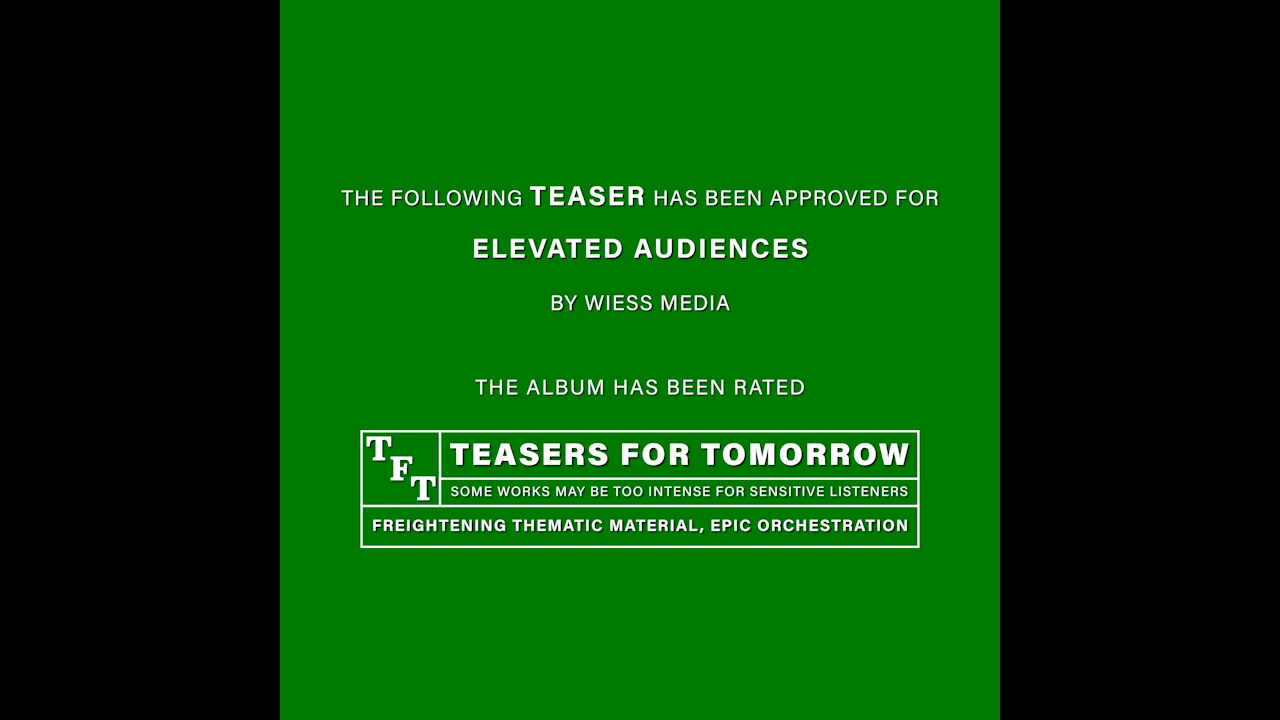 THE FOLLOWING TEASER HAS BEEN APPROVED FOR
ELEVATED AUDIENCES
BY WIESS MEDIA
THE ALBUM HAS BEEN RATED
TFT
TEASERS FOR TOMORROW
SOME WORKS MAY BE TOO INTENSE FOR SENSITIVE LISTENERS
FREIGHTENING THEMATIC MATERIAL, EPIC ORCHESTRATION